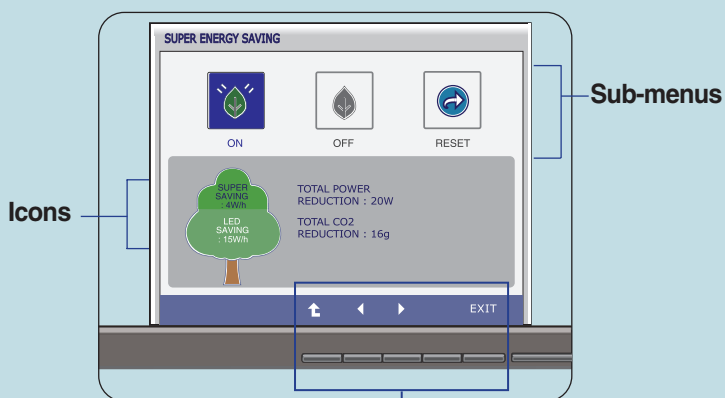 SUPER ENERGY SAVING
Sub-menus
ON
OFF
RESET
Icons
SUPER
SAVING
: 4W/h
LED
SAVING
: 15W/h
TOTAL POWER
REDUCTION : 20W
TOTAL CO2
REDUCTION : 16g
EXIT